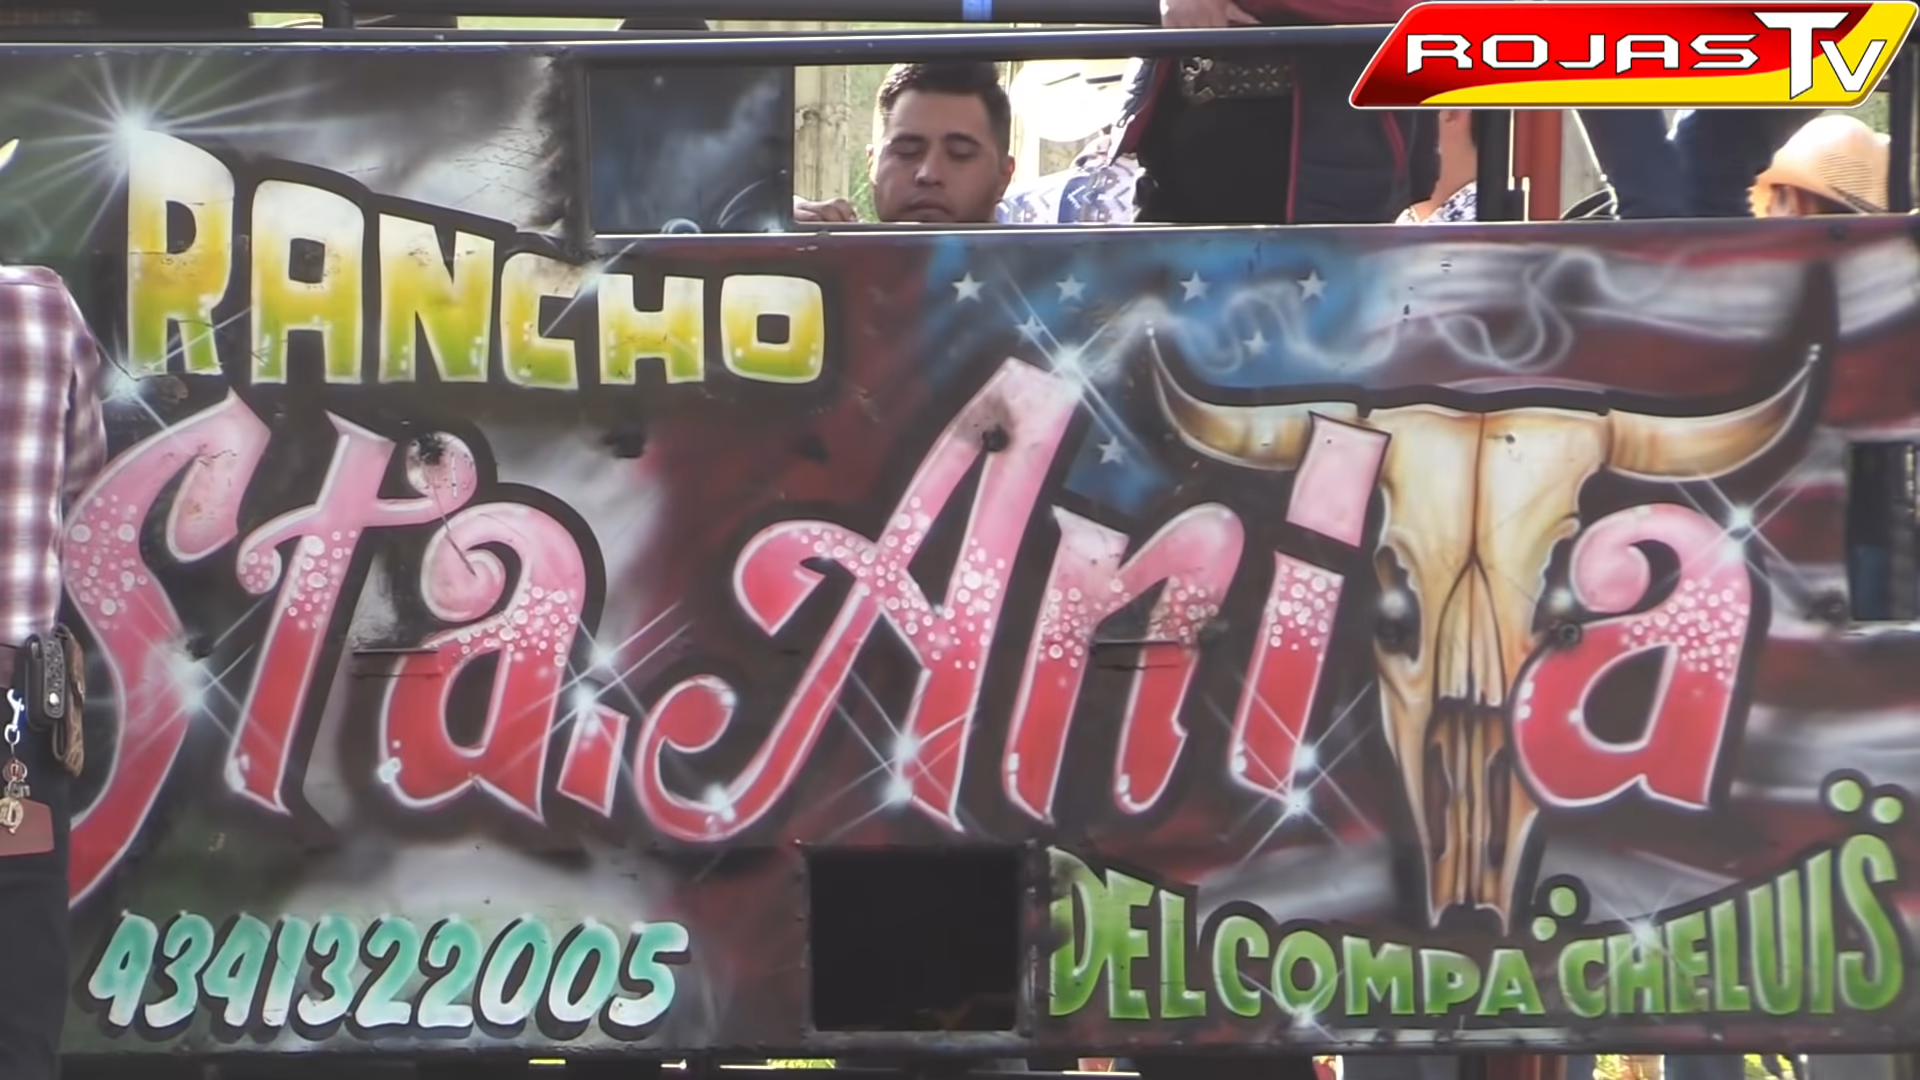 ROJAS TV
RANCHO
Sta. Anita
4341322005
DEL COMPA "CHELUIS"